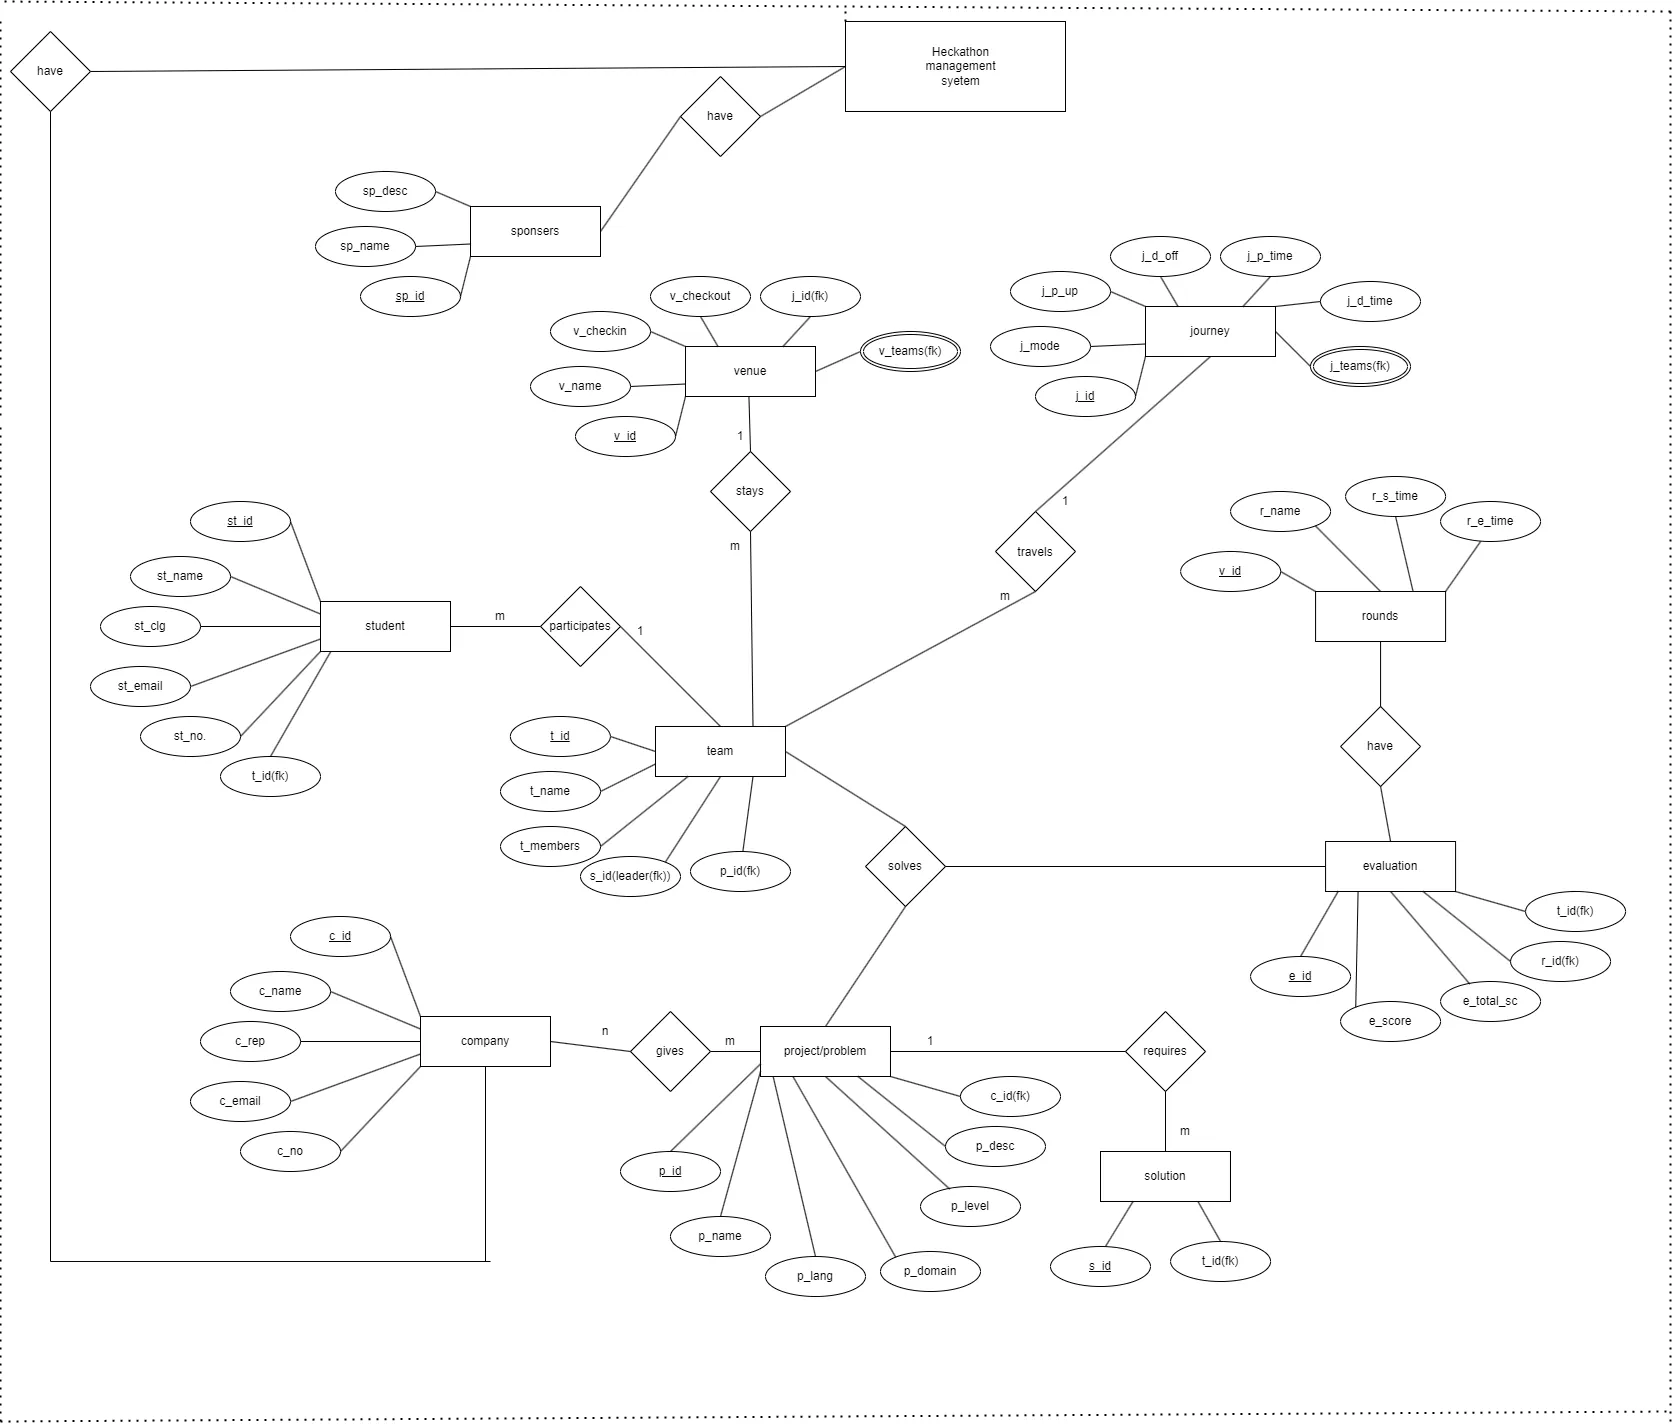 Heckathon
management
syetem
have
have
sp_desc
sponsers
sp_name
sp_id
j_d_off
j_p_time
j_p_up
j_d_time
journey
j_mode
j_teams(fk)
j_id
v_checkout
j_id(fk)
v_checkin
v_teams(fk)
venue
v_name
v_id
1
stays
m
1
travels
m
r_s_time
r_name
r_e_time
v_id
rounds
st_id
st_name
st_clg
student
m
participates
1
st_email
st_no.
t_id(fk)
have
t_id
team
t_name
t_members
s_id(leader(fk))
p_id(fk)
solves
evaluation
t_id(fk)
r_id(fk)
e_id
e_total_sc
e_score
c_id
c_name
c_rep
company
n
gives
m
project/problem
1
requires
c_email
c_no
c_id(fk)
p_desc
m
p_id
solution
p_level
p_name
p_lang
p_domain
s_id
t_id(fk)